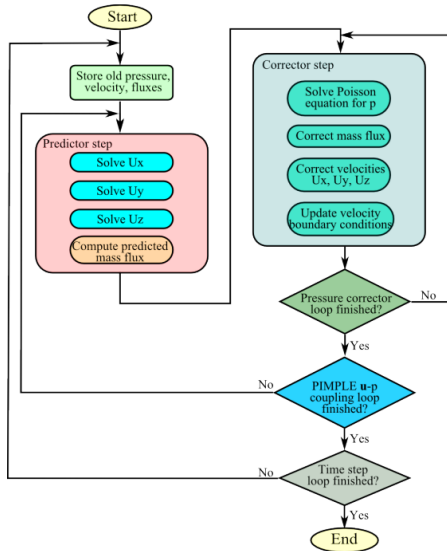 Start
Store old pressure,
velocity, fluxes
Predictor step
Solve Ux
Solve Uy
Solve Uz
Compute predicted
mass flux
Corrector step
Solve Poisson
equation for p
Correct mass flux
Correct velocities
Ux, Uy, Uz
Update velocity
boundary conditions
Pressure corrector
loop finished?
No
Yes
No
PIMPLE u-p
coupling loop
finished?
Yes
No
Time step
loop finished?
Yes
End